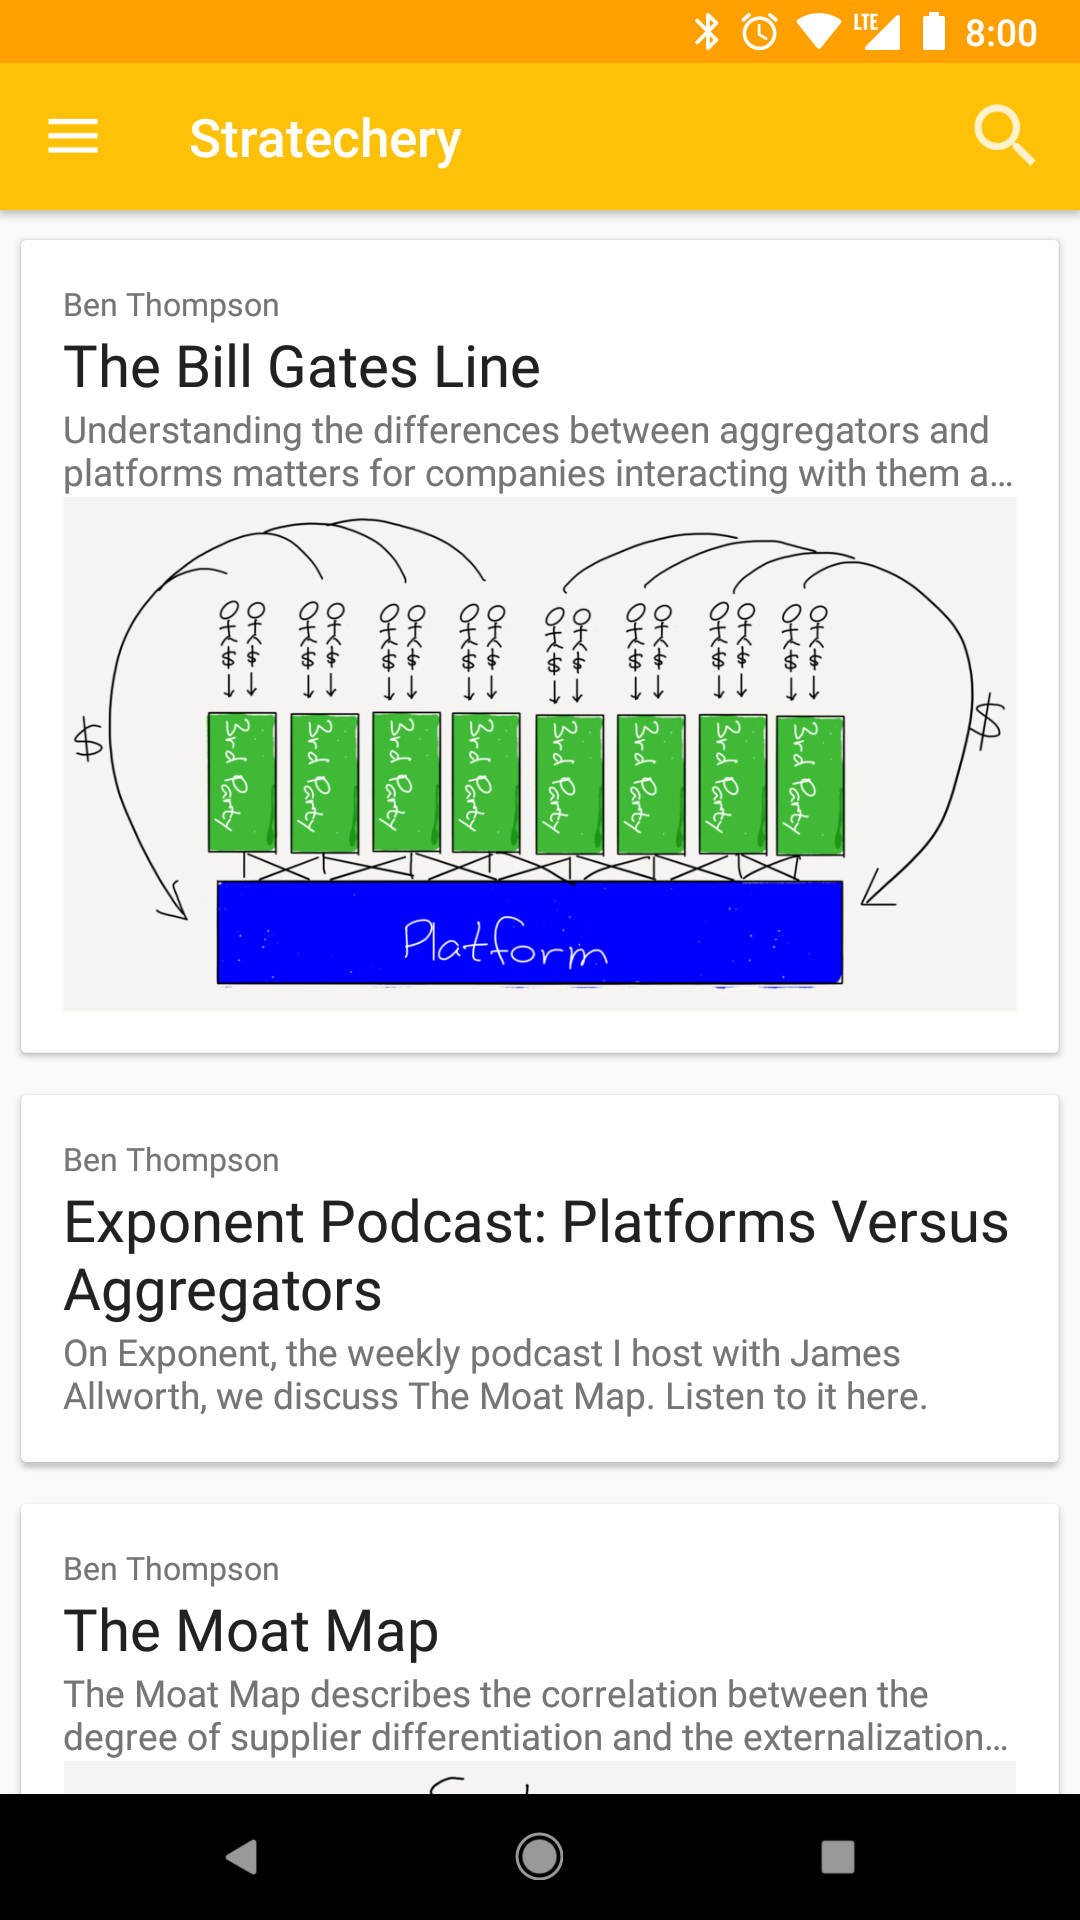 LTE 8:00
Stratechery
Ben Thompson
The Bill Gates Line
Understanding the differences between aggregators and
platforms matters for companies interacting with them a...
$ $ $ $ $ $ $ $ $ $ $ $ $ $ $ $
$ $
3rd Party 3rd Party 3rd Party 3rd Party 3rd Party 3rd Party 3rd Party 3rd Party
Platform
Ben Thompson
Exponent Podcast: Platforms Versus
Aggregators
On Exponent, the weekly podcast I host with James
Allworth, we discuss The Moat Map. Listen to it here.
Ben Thompson
The Moat Map
The Moat Map describes the correlation between the
degree of supplier differentiation and the externalization...